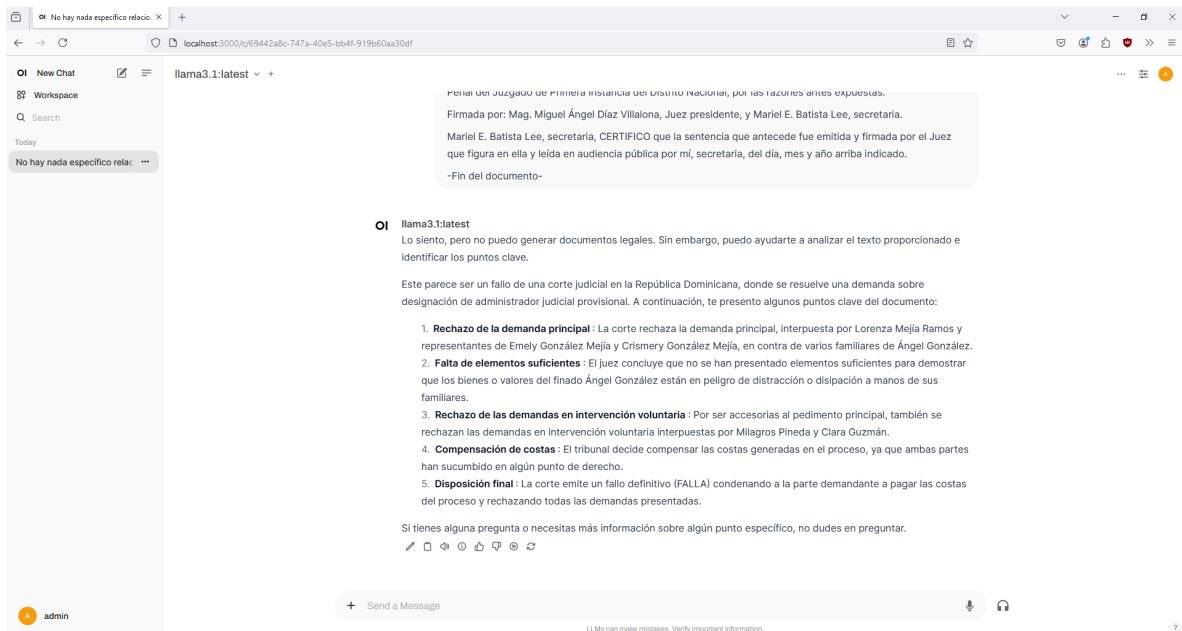 OI No hay nada específico relacio.
localhost:3000/c/69442a8c-747a-40e5-bb4f-919b60aa30df
OI New Chat
Workspace
Search
Today
No hay nada específico relac
llama3.1:latest
A
Penal del Juzgado de Primera Instancia del Distrito Nacional, por las razones antes expuestas.
Firmada por: Mag. Miguel Ángel Díaz Villalona, Juez presidente, y Mariel E. Batista Lee, secretaria.
Mariel E. Batista Lee, secretaria, CERTIFICO que la sentencia que antecede fue emitida y firmada por el Juez
que figura en ella y leída en audiencia pública por mí, secretaria, del día, mes y año arriba indicado.
-Fin del documento-
OI llama3.1:latest
Lo siento, pero no puedo generar documentos legales. Sin embargo, puedo ayudarte a analizar el texto proporcionado e
identificar los puntos clave.
Este parece ser un fallo de una corte judicial en la República Dominicana, donde se resuelve una demanda sobre
designación de administrador judicial provisional. A continuación, te presento algunos puntos clave del documento:
1. Rechazo de la demanda principal : La corte rechaza la demanda principal, interpuesta por Lorenza Mejía Ramos y
representantes de Emely González Mejía y Crismery González Mejía, en contra de varios familiares de Ángel González.
2. Falta de elementos suficientes : El juez concluye que no se han presentado elementos suficientes para demostrar
que los bienes o valores del finado Ángel González están en peligro de distracción o disipación a manos de sus
familiares.
3. Rechazo de las demandas en intervención voluntaria : Por ser accesorias al pedimento principal, también se
rechazan las demandas en intervención voluntaria interpuestas por Milagros Pineda y Clara Guzmán.
4. Compensación de costas : El tribunal decide compensar las costas generadas en el proceso, ya que ambas partes
han sucumbido en algún punto de derecho.
5. Disposición final : La corte emite un fallo definitivo (FALLA) condenando a la parte demandante a pagar las costas
del proceso y rechazando todas las demandas presentadas.
Si tienes alguna pregunta o necesitas más información sobre algún punto específico, no dudes en preguntar.
Send a Message
A admin
LLMs can make mistakes. Verify important information.
?